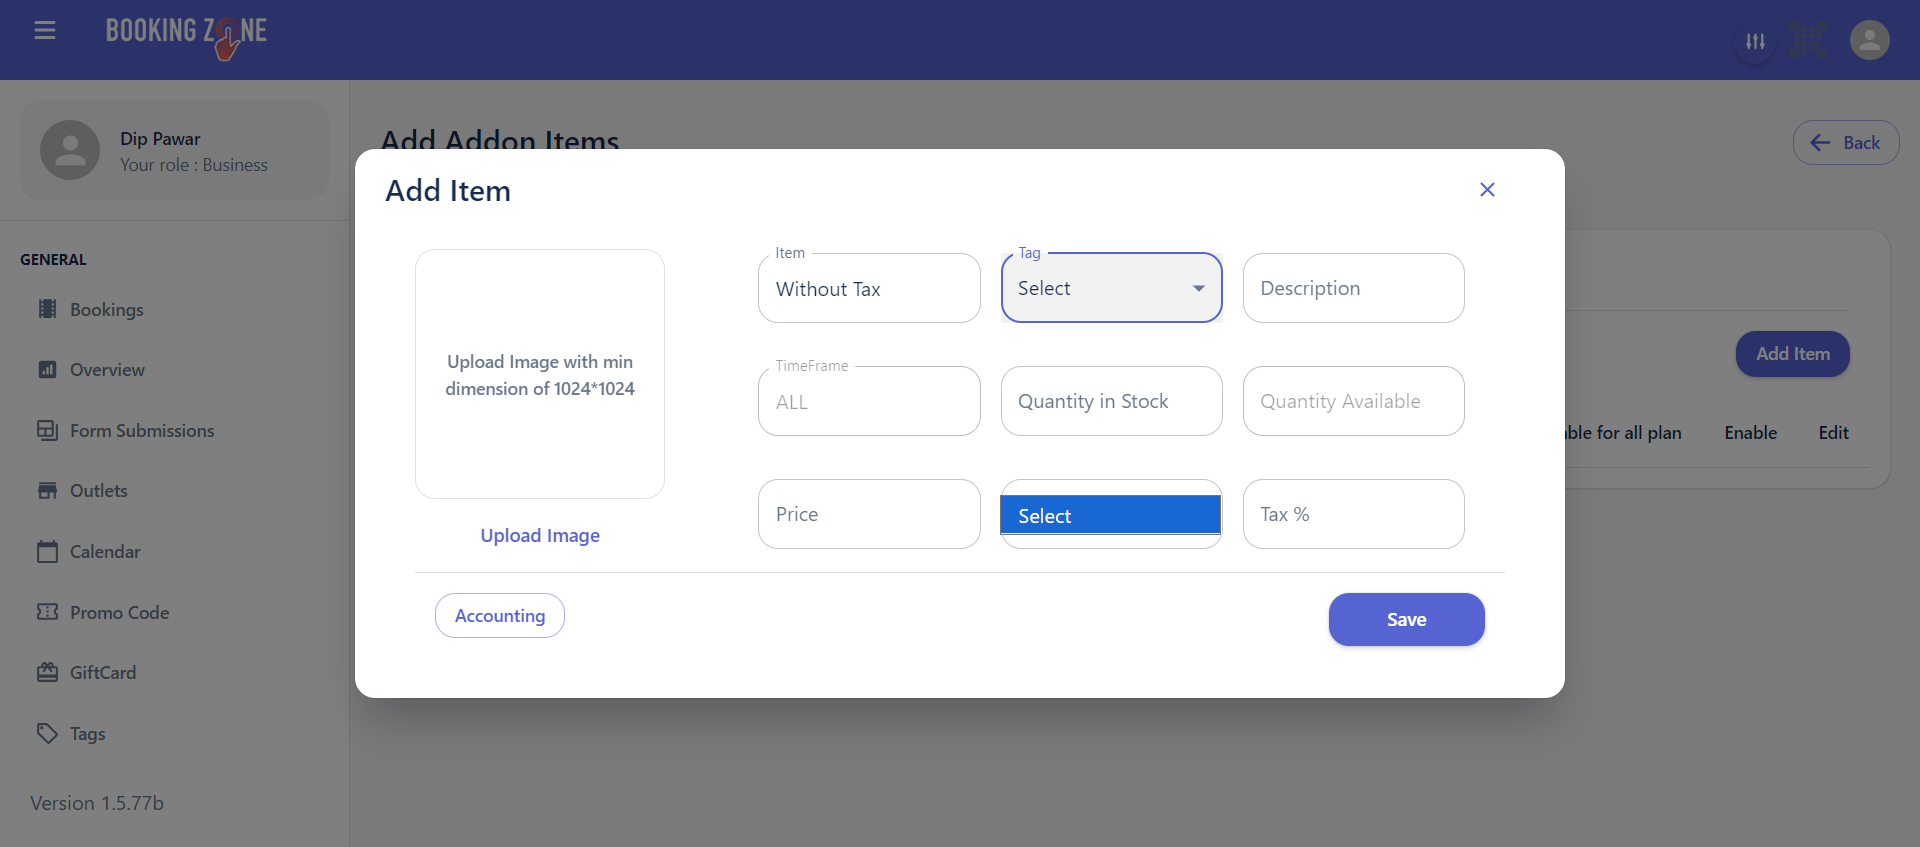 BOOKING ZONE
Dip Pawar
Your role : Business
Add Addon Items
Back
GENERAL
Bookings
Overview
Form Submissions
Outlets
Calendar
Promo Code
GiftCard
Tags
Version 1.5.77b
Add Item
Upload Image with min
dimension of 1024*1024
Upload Image
Item
Without Tax
Tag
Select
Description
TimeFrame
ALL
Quantity in Stock
Quantity Available
Price
Select
Tax %
Accounting
Save
Add Item
for all plan
Enable
Edit